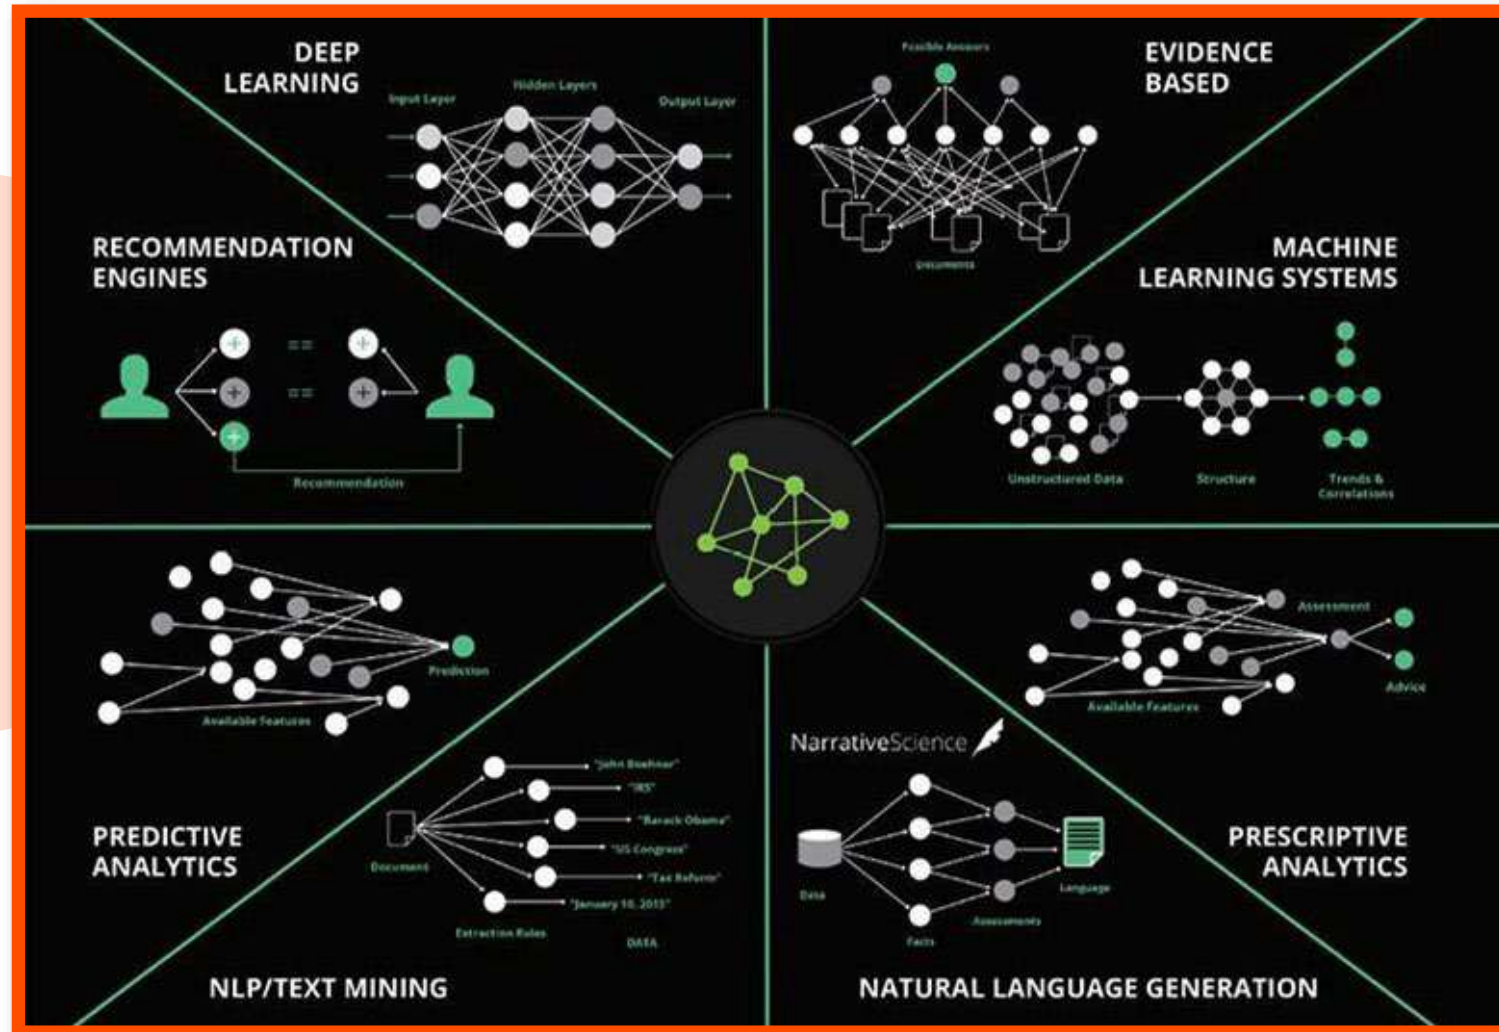 DEEP
LEARNING
Input Layer
Hidden Layers
Output Layer
Possible Answers
Documents
EVIDENCE
BASED
RECOMMENDATION
ENGINES
+
==
+
+
==
+
+
Recommendation
MACHINE
LEARNING SYSTEMS
Unstructured Data
Structure
Trends &
Correlations
Prediction
Available Features
PREDICTIVE
ANALYTICS
Assessment
Advice
Available Features
PRESCRIPTIVE
ANALYTICS
Document
"John Boehner"
"IRS"
"Barack Obama"
"US Congress"
"Tax Reform"
"January 10, 2013"
Extraction Rules
DATA
NLP/TEXT MINING
NarrativeScience
Data
Facts
Assessments
Language
NATURAL LANGUAGE GENERATION